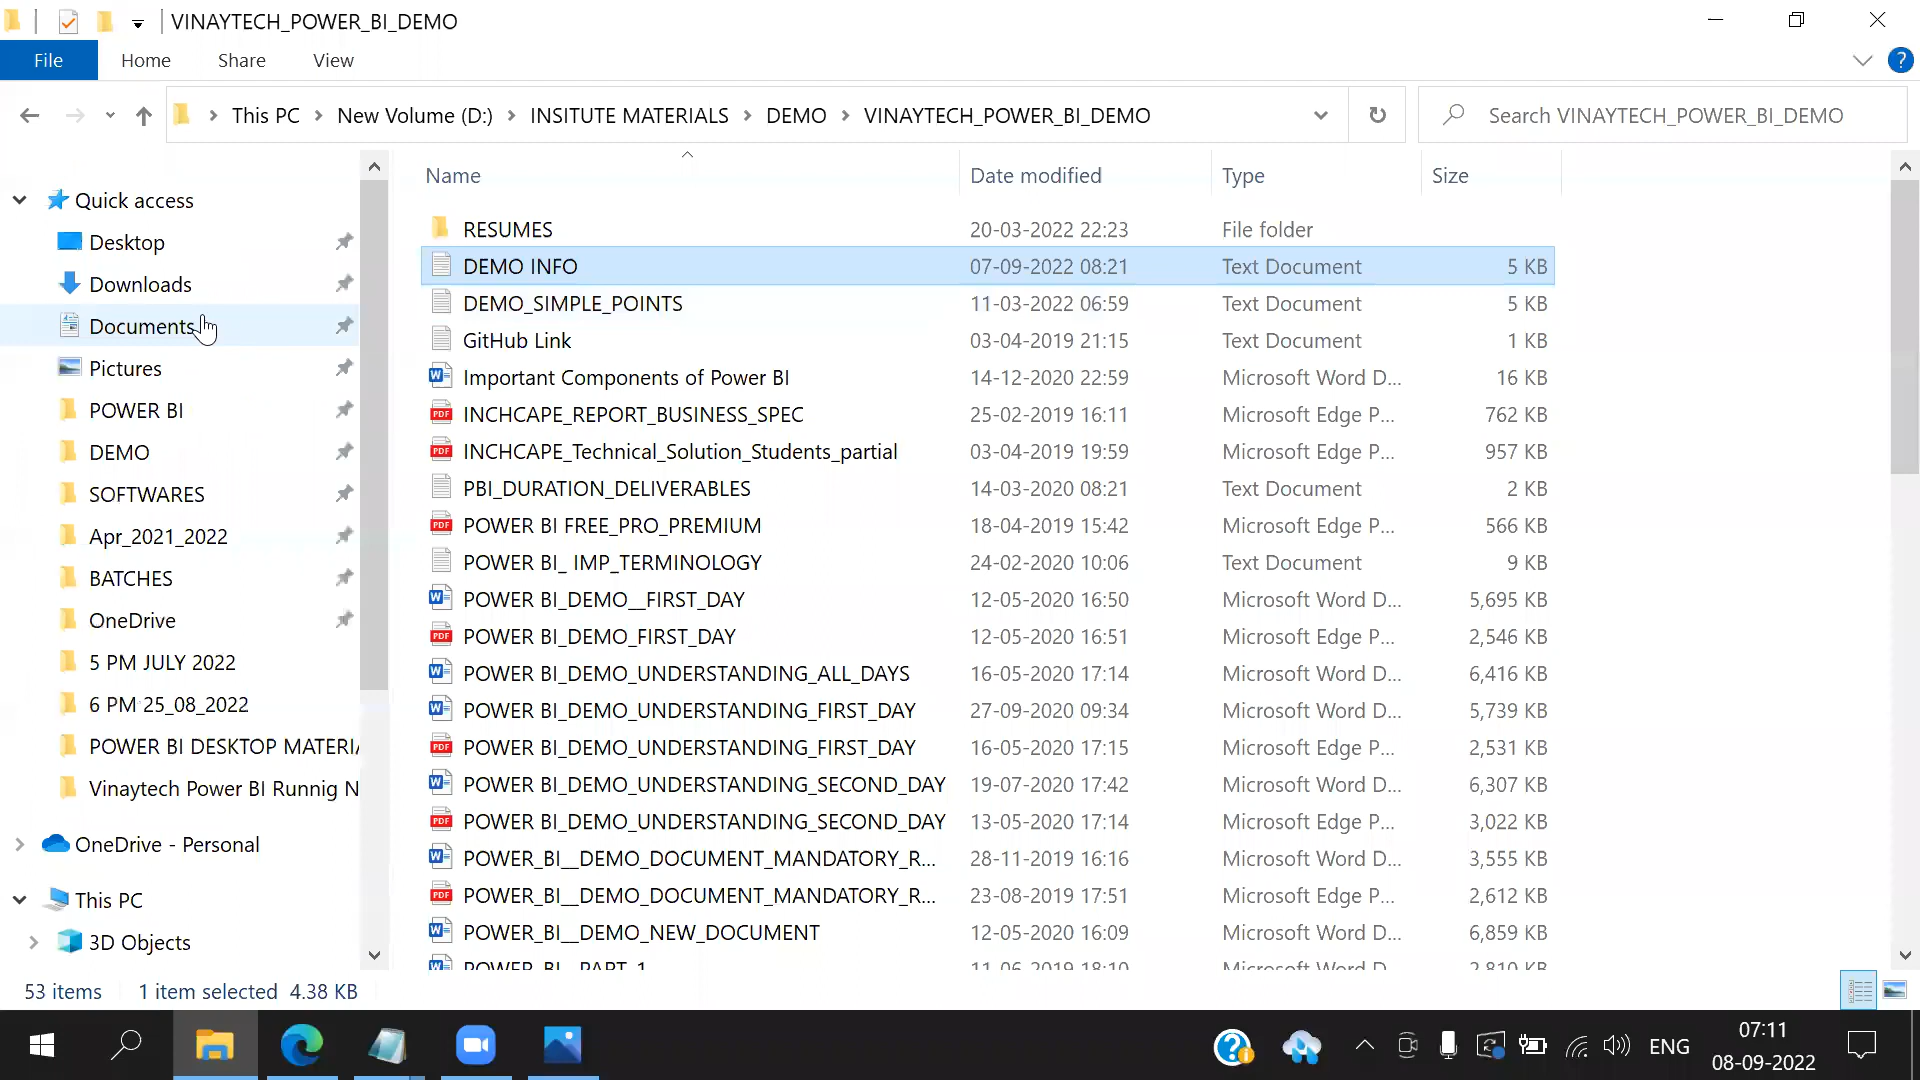 VINAYTECH_POWER_BI_DEMO
File Home Share View
This PC New Volume (D:) INSITUTE MATERIALS DEMO VINAYTECH_POWER_BI_DEMO Search VINAYTECH_POWER_BI_DEMO
Quick access
Desktop
Downloads
Documents
Pictures
POWER BI
DEMO
SOFTWARES
Apr_2021_2022
BATCHES
OneDrive
5 PM JULY 2022
6 PM 25_08_2022
POWER BI DESKTOP MATERIA
Vinaytech Power BI Runnig N
OneDrive - Personal
This PC
3D Objects
Name Date modified Type Size
RESUMES 20-03-2022 22:23 File folder
DEMO INFO 07-09-2022 08:21 Text Document 5 KB
DEMO_SIMPLE_POINTS 11-03-2022 06:59 Text Document 5 KB
GitHub Link 03-04-2019 21:15 Text Document 1 KB
Important Components of Power BI 14-12-2020 22:59 Microsoft Word D... 16 KB
INCHCAPE_REPORT_BUSINESS_SPEC 25-02-2019 16:11 Microsoft Edge P... 762 KB
INCHCAPE_Technical_Solution_Students_partial 03-04-2019 19:59 Microsoft Edge P... 957 KB
PBI_DURATION_DELIVERABLES 14-03-2020 08:21 Text Document 2 KB
POWER BI FREE_PRO_PREMIUM 18-04-2019 15:42 Microsoft Edge P... 566 KB
POWER BI_ IMP_TERMINOLOGY 24-02-2020 10:06 Text Document 9 KB
POWER BI_DEMO__FIRST_DAY 12-05-2020 16:50 Microsoft Word D... 5,695 KB
POWER BI_DEMO_FIRST_DAY 12-05-2020 16:51 Microsoft Edge P... 2,546 KB
POWER BI_DEMO_UNDERSTANDING_ALL_DAYS 16-05-2020 17:14 Microsoft Word D... 6,416 KB
POWER BI_DEMO_UNDERSTANDING_FIRST_DAY 27-09-2020 09:34 Microsoft Word D... 5,739 KB
POWER BI_DEMO_UNDERSTANDING_FIRST_DAY 16-05-2020 17:15 Microsoft Edge P... 2,531 KB
POWER BI_DEMO_UNDERSTANDING_SECOND_DAY 19-07-2020 17:42 Microsoft Word D... 6,307 KB
POWER BI_DEMO_UNDERSTANDING_SECOND_DAY 13-05-2020 17:14 Microsoft Edge P... 3,022 KB
POWER_BI__DEMO_DOCUMENT_MANDATORY_R... 28-11-2019 16:16 Microsoft Word D... 3,555 KB
POWER_BI__DEMO_DOCUMENT_MANDATORY_R... 23-08-2019 17:51 Microsoft Edge P... 2,612 KB
POWER_BI__DEMO_NEW_DOCUMENT 12-05-2020 16:09 Microsoft Word D... 6,859 KB
POWER_BI__PART_1 11-06-2019 18:10 Microsoft Word D... 2,810 KB
53 items 1 item selected 4.38 KB
ENG 07:11
08-09-2022